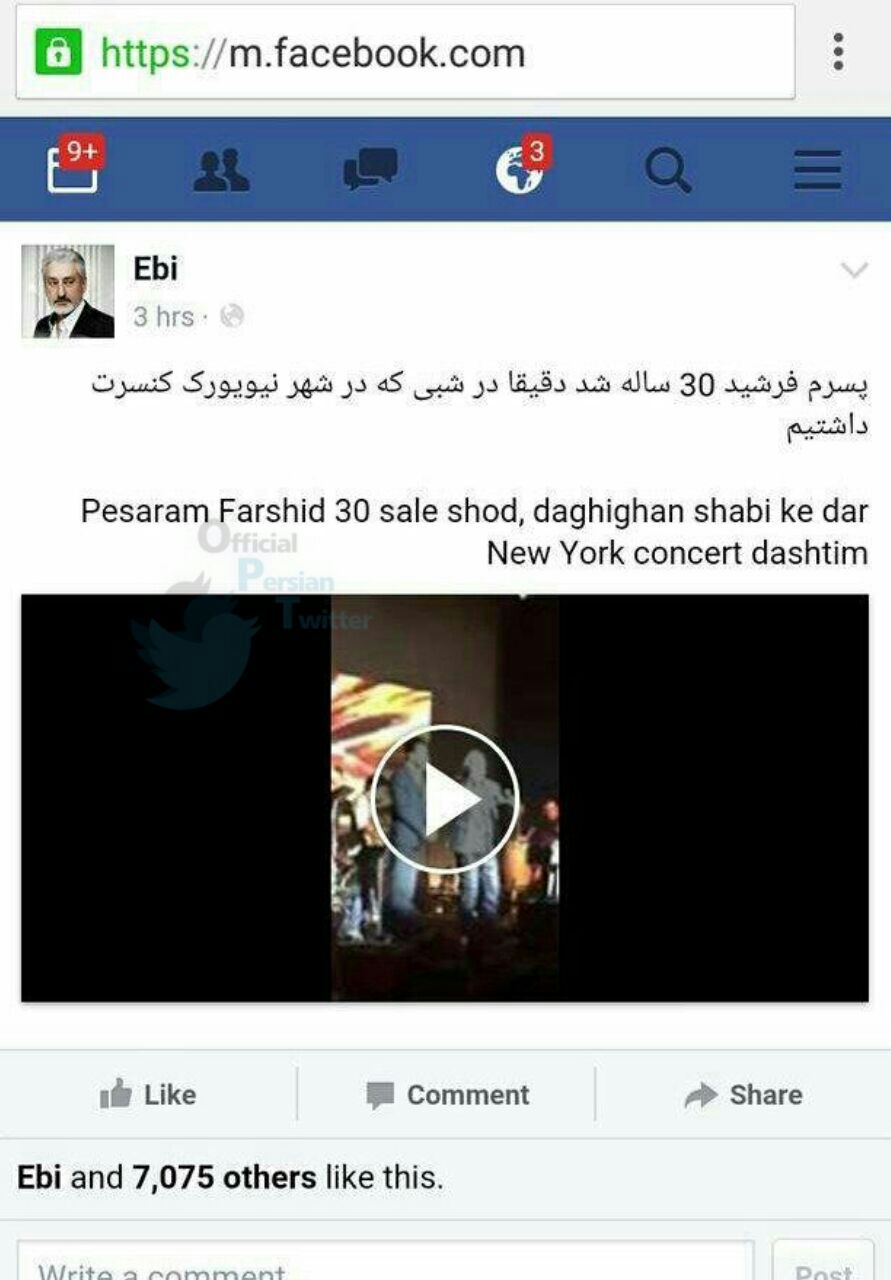 https://m.facebook.com
9+
3
Ebi
3 hrs ·
پسرم فرشید 30 ساله شد دقیقا در شبی که در شهر نیویورک کنسرت
داشتیم
Pesaram Farshid 30 sale shod, daghighan shabi ke dar
New York concert dashtim
Official
Persian
Twitter
Like
Comment
Share
Ebi and 7,075 others like this.
Write a comment...
Post